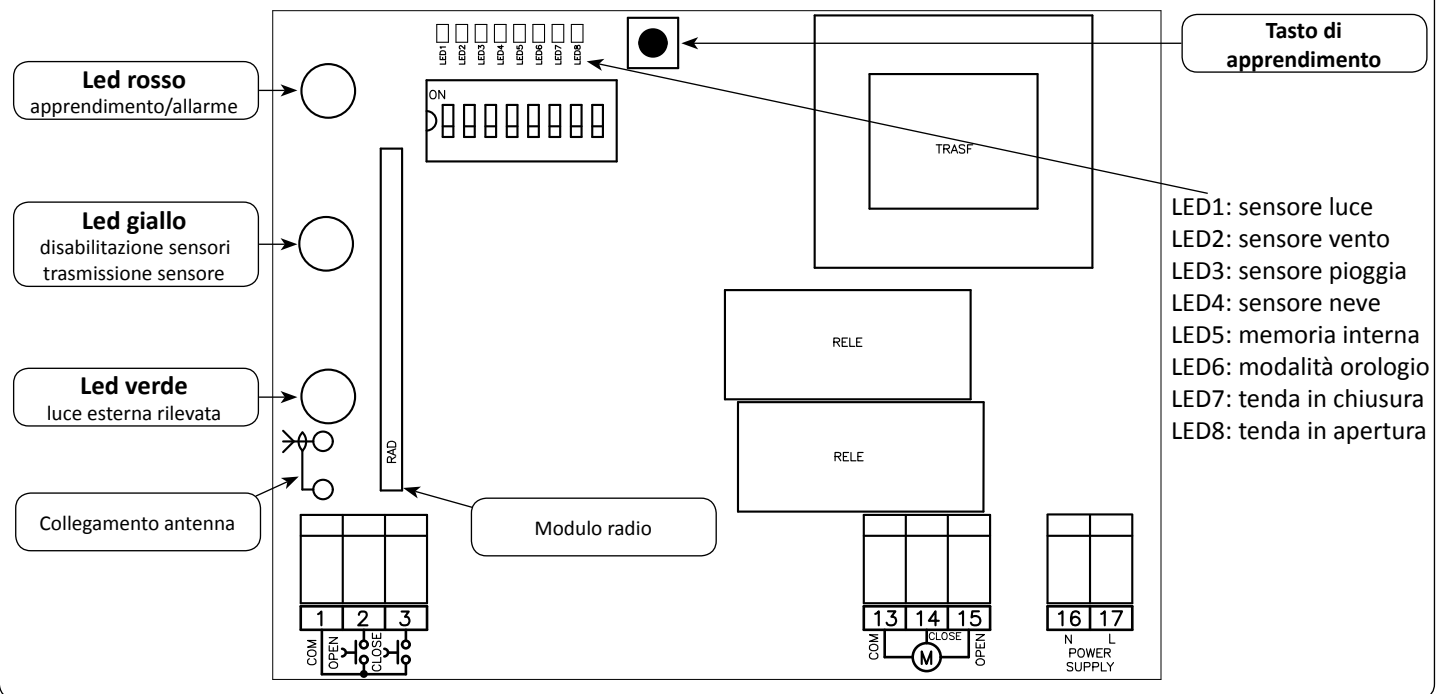 LED1
LED2
LED3
LED4
LED5
LED6
LED7
LED8
Tasto di
apprendimento
Led rosso
apprendimento/allarme
ON
TRASF
Led giallo
disabilitazione sensori
trasmissione sensore
LED1: sensore luce
LED2: sensore vento
LED3: sensore pioggia
LED4: sensore neve
LED5: memoria interna
LED6: modalità orologio
LED7: tenda in chiusura
LED8: tenda in apertura
RELE
Led verde
luce esterna rilevata
RAD
RELE
Collegamento antenna
Modulo radio
1 2 3
COM
OPEN
CLOSE
13 14 15
COM
CLOSE
OPEN
M
16 17
N L
POWER
SUPPLY